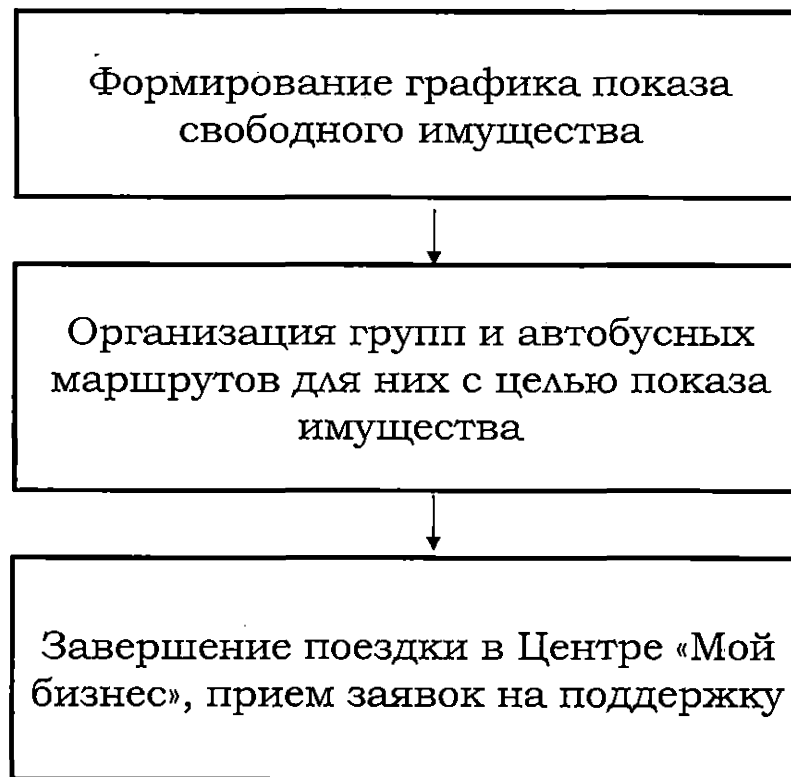 Формирование графика показа
свободного имущества
Организация групп и автобусных
маршрутов для них с целью показа
имущества
Завершение поездки в Центре «Мой
бизнес», прием заявок на поддержку